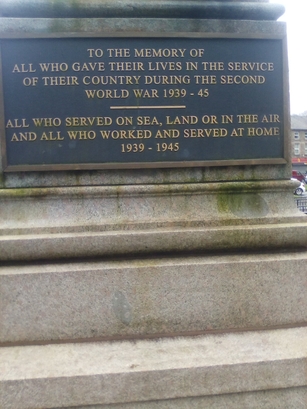 TO THE MEMORY OF
ALL WHO GAVE THEIR LIVES IN THE SERVICE
OF THEIR COUNTRY DURING THE SECOND
WORLD WAR 1939 - 45
ALL WHO SERVED ON SEA, LAND OR IN THE AIR
AND ALL WHO WORKED AND SERVED AT HOME
1939 - 1945